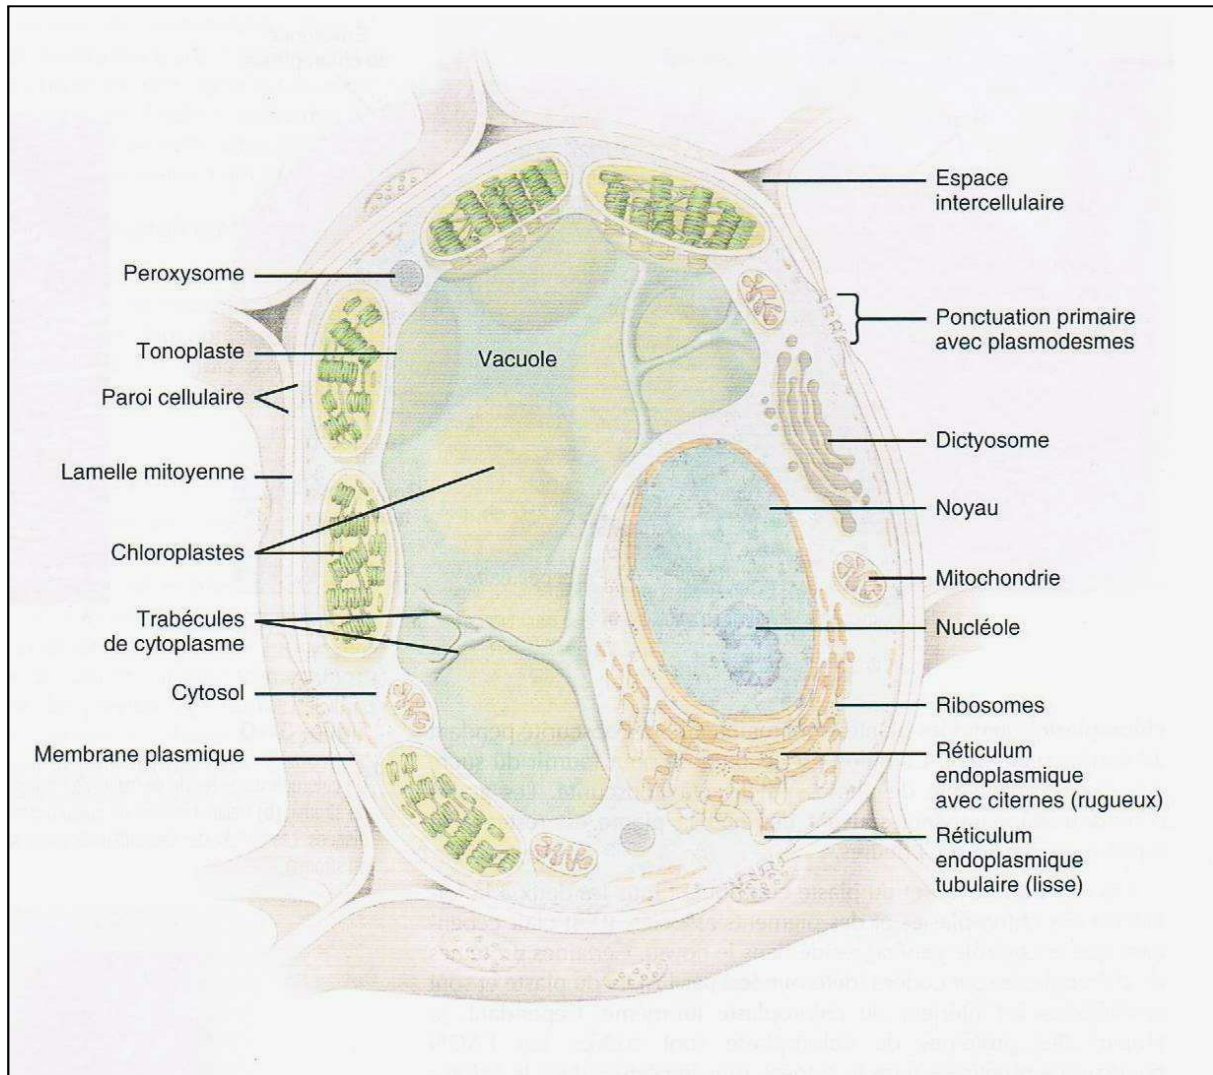 Peroxysome
Tonoplaste
Paroi cellulaire
Lamelle mitoyenne
Chloroplastes
Trabécules
de cytoplasme
Cytosol
Membrane plasmique
Vacuole
Espace
intercellulaire
Ponctuation primaire
avec plasmodesmes
Dictyosome
Noyau
Mitochondrie
Nucléole
Ribosomes
Réticulum
endoplasmique
avec citernes (rugueux)
Réticulum
endoplasmique
tubulaire (lisse)